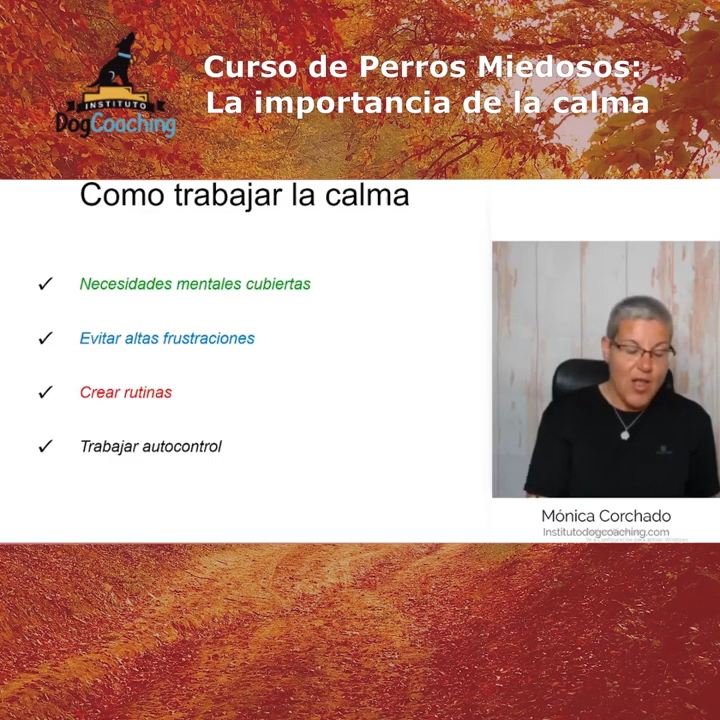 Curso de Perros Miedosos:
La importancia de la calma
INSTITUTO
DogCoaching
Como trabajar la calma
✓ Necesidades mentales cubiertas
✓ Evitar altas frustraciones
✓ Crear rutinas
✓ Trabajar autocontrol
Mónica Corchado
Institutodogcoaching.com